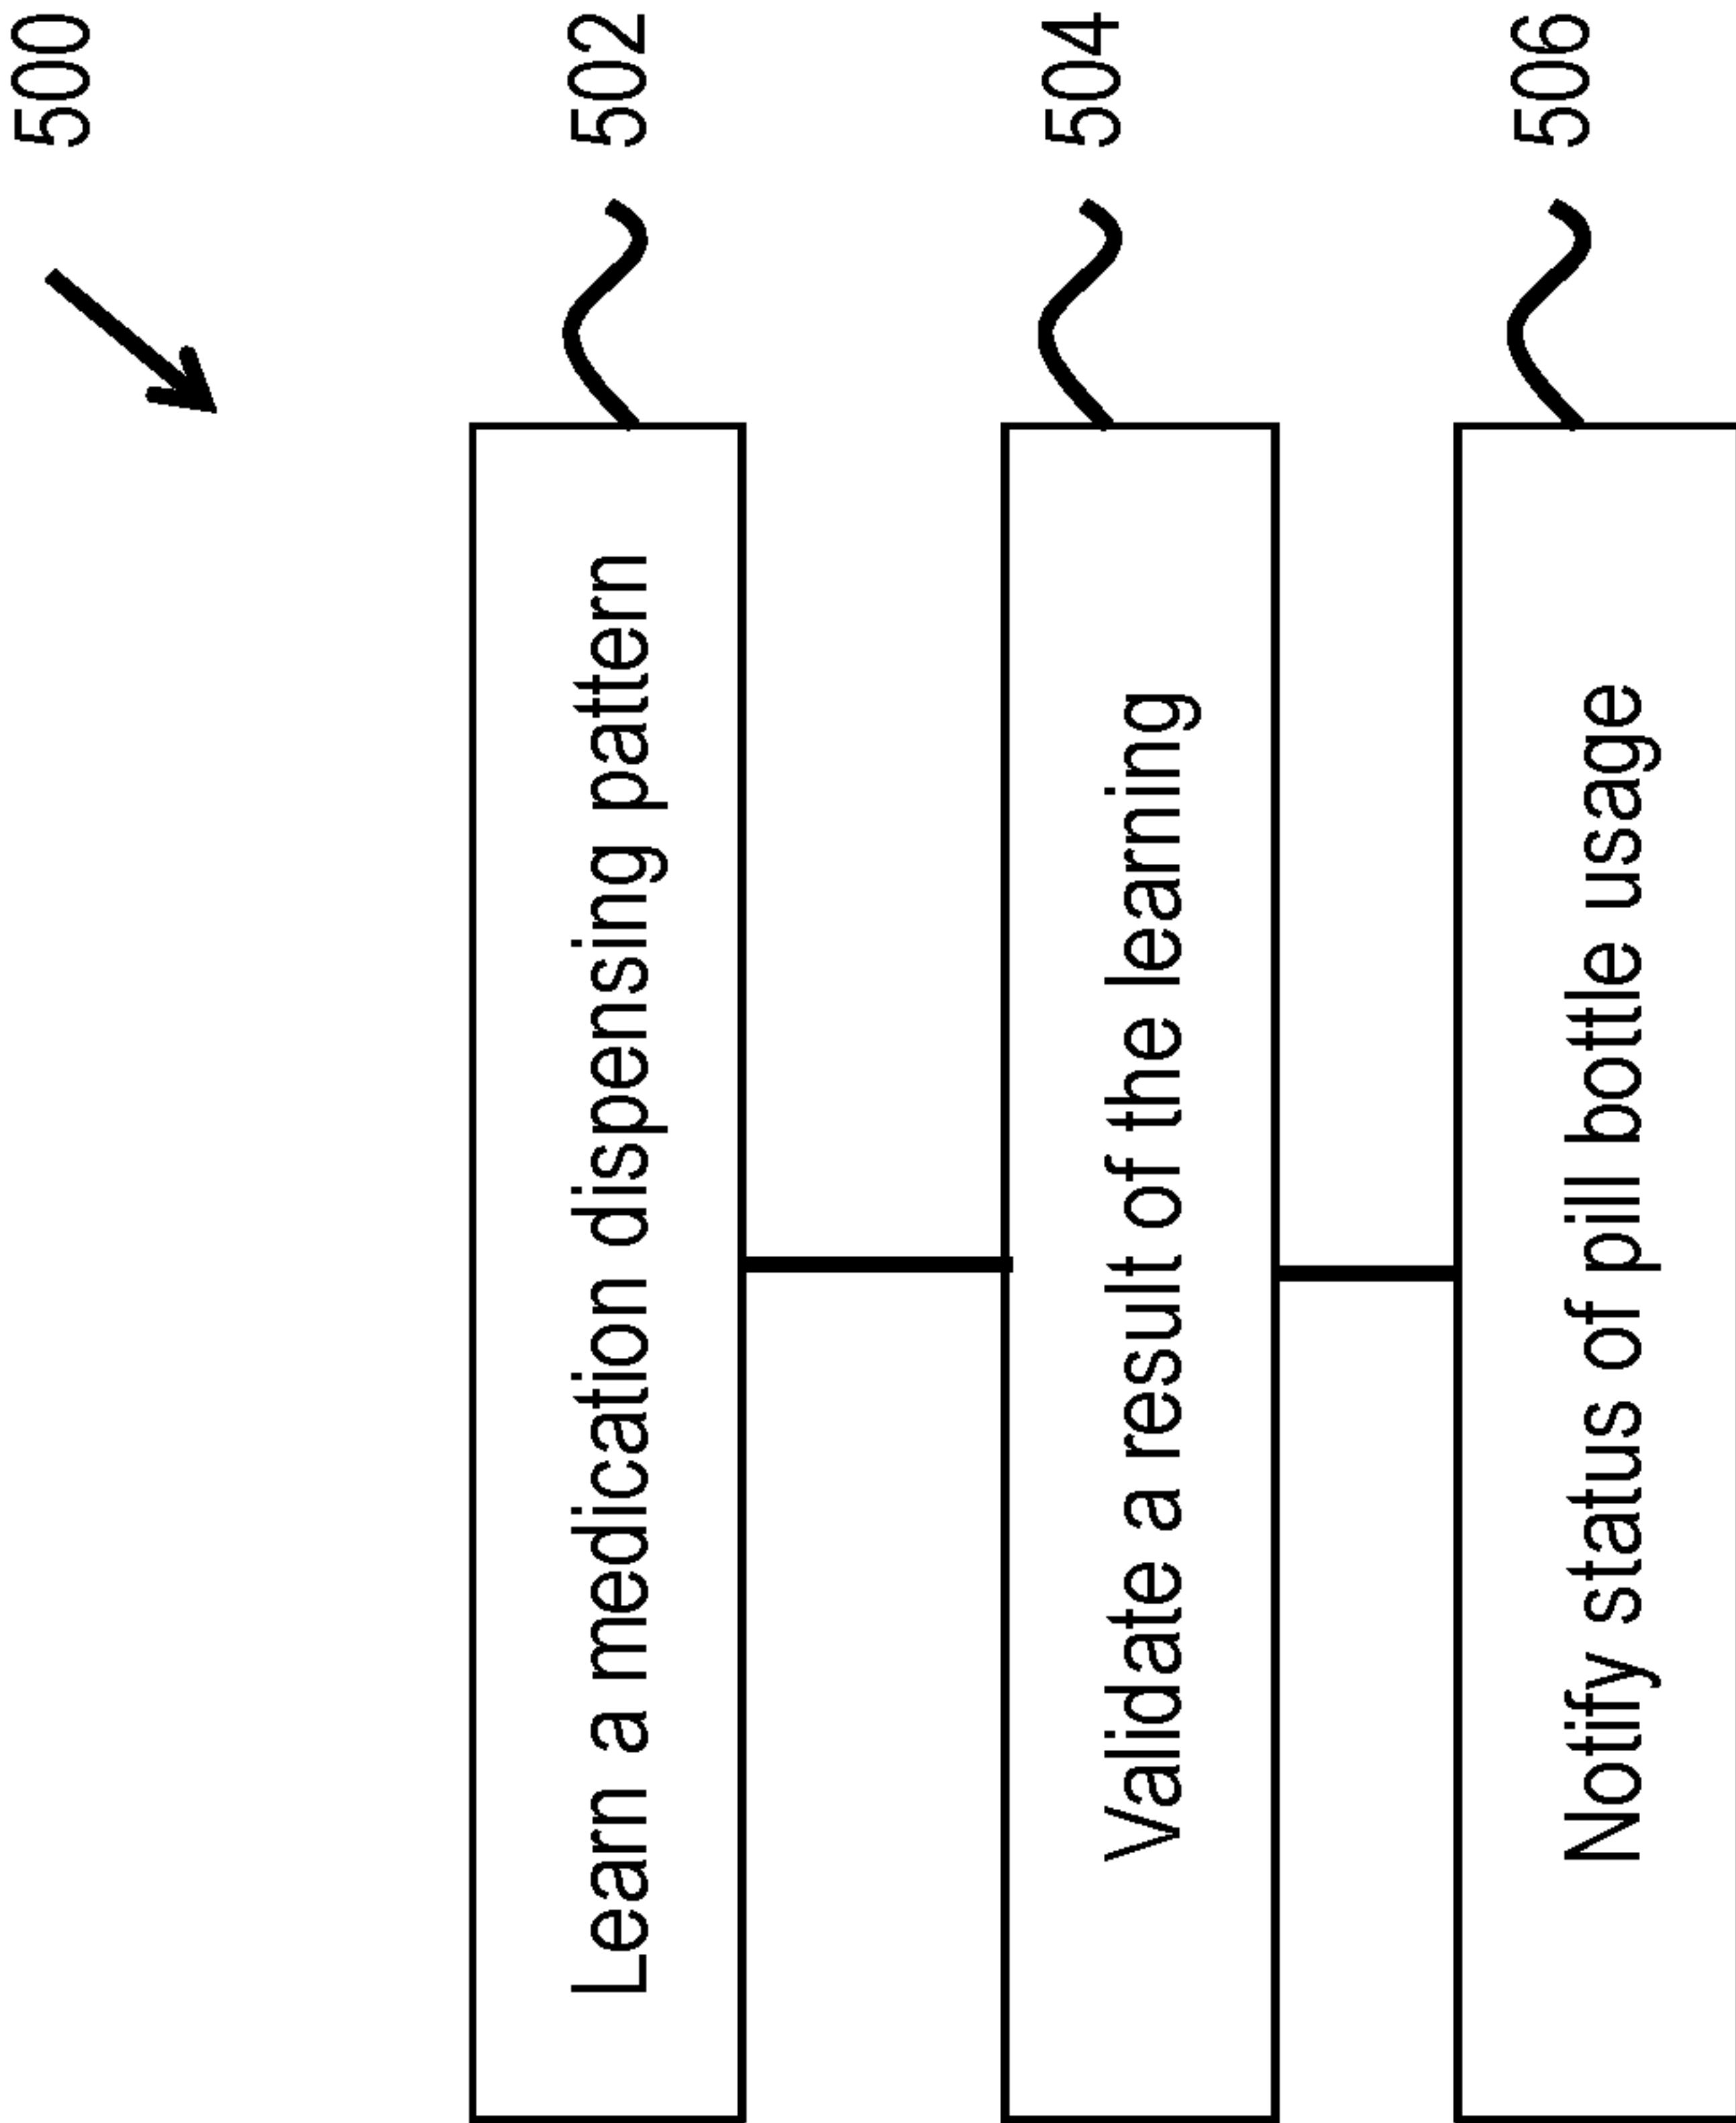 500
Learn a medication dispensing pattern
502
Validate a result of the learning
504
Notify status of pill bottle usage
506